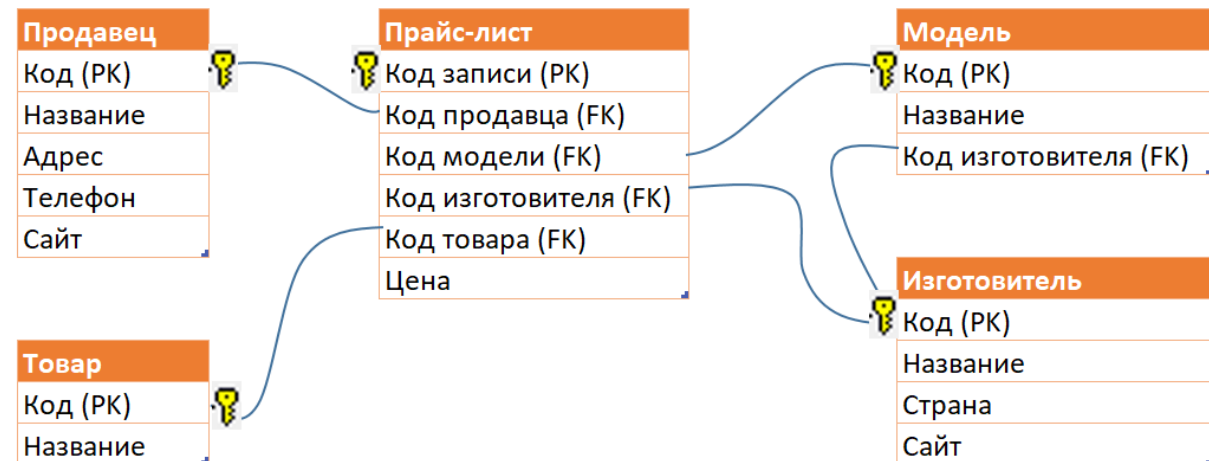 Продавец
Код (PK)
Название
Адрес
Телефон
Сайт
Прайс-лист
Код записи (PK)
Код продавца (FK)
Код модели (FK)
Код изготовителя (FK)
Код товара (FK)
Цена
Модель
Код (PK)
Название
Код изготовителя (FK)
Товар
Код (PK)
Название
Изготовитель
Код (PK)
Название
Страна
Сайт